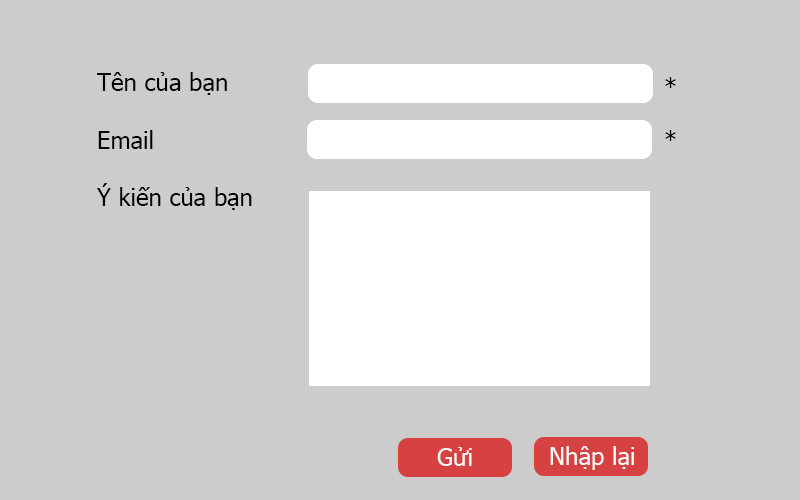 Tên của bạn *
Email *
Ý kiến của bạn
Gửi Nhập lại